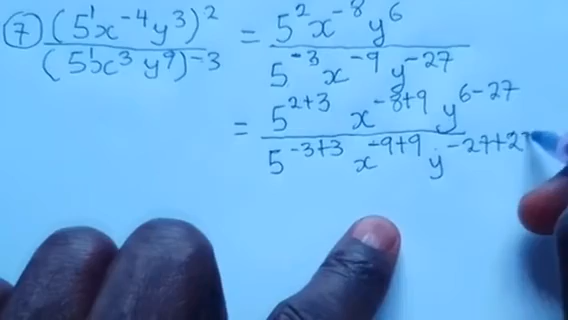 ⑦ (5¹x⁻⁴y³)² / (5¹x³y⁹)⁻³ = 5²x⁻⁸y⁶ / 5⁻³x⁻⁹y⁻²⁷
= 5²⁺³ x⁻⁸⁺⁹ y⁶⁻²⁷ / 5⁻³⁺³ x⁻⁹⁺⁹ y⁻²⁷⁺²⁷